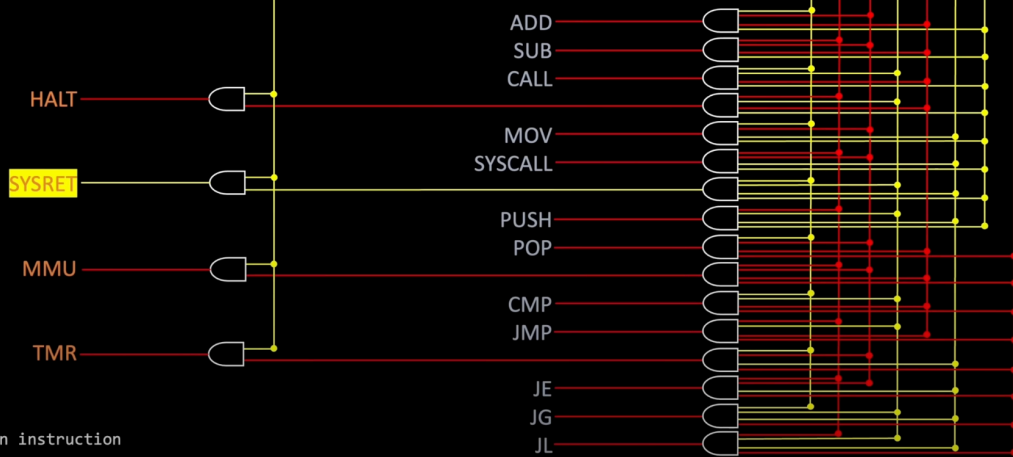 ADD
SUB
CALL
HALT
MOV
SYSCALL
SYSRET
PUSH
POP
MMU
CMP
JMP
TMR
JE
JG
n instruction
JL